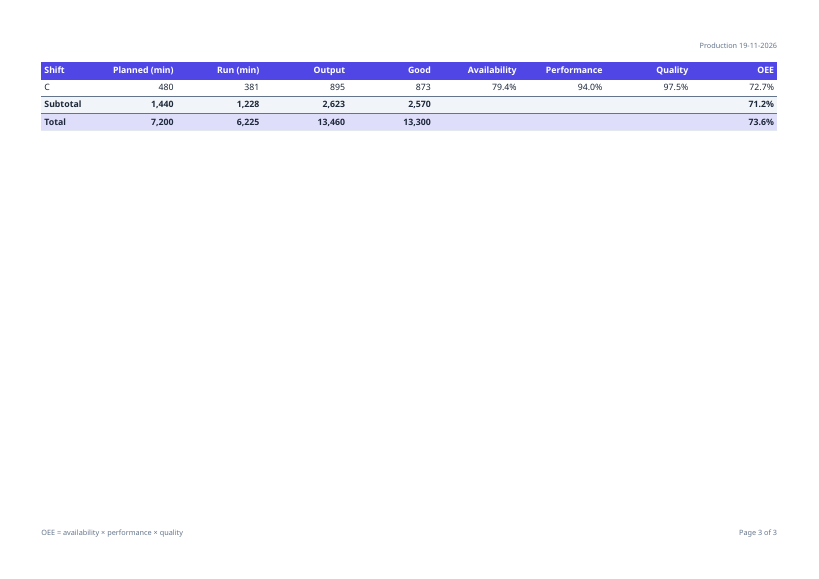 Production 19-11-2026
Shift Planned (min) Run (min) Output Good Availability Performance Quality OEE
C 480 381 895 873 79.4% 94.0% 97.5% 72.7%
Subtotal 1,440 1,228 2,623 2,570 71.2%
Total 7,200 6,225 13,460 13,300 73.6%
OEE = availability × performance × quality Page 3 of 3